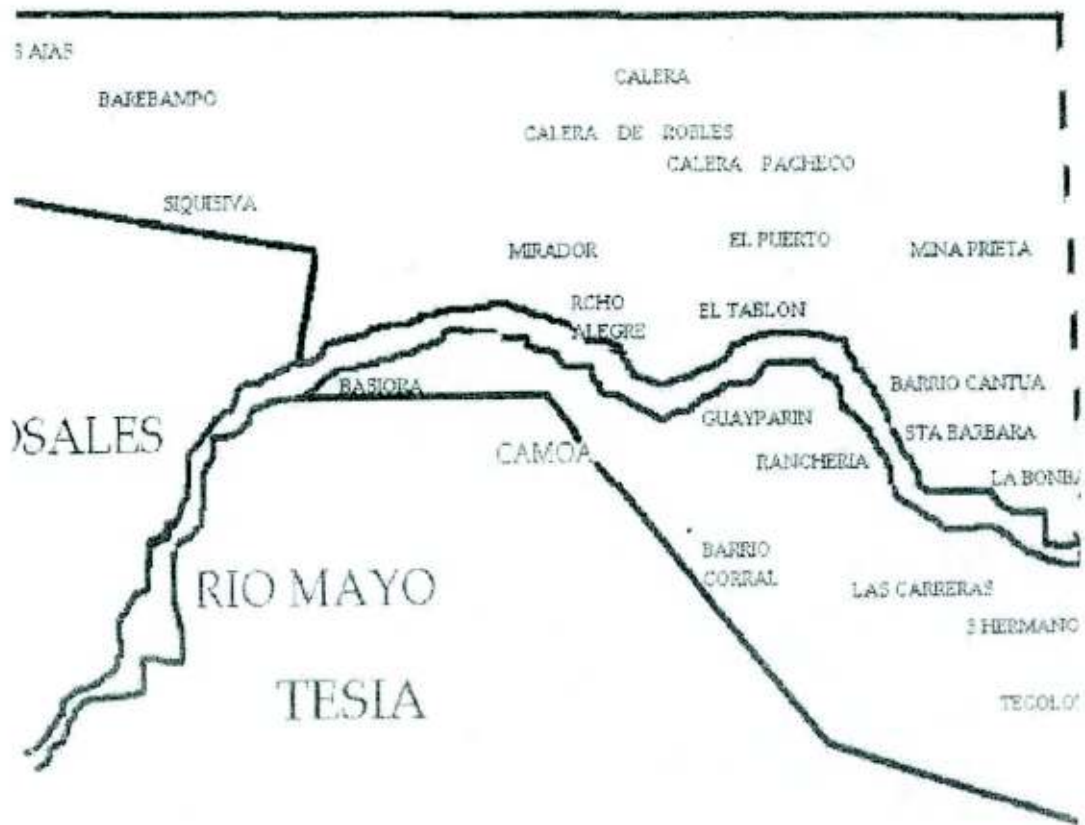 S AJAS
BAREBAMPO
CALERA
CALERA DE ROBLES
CALERA PACHECO
SIQUISIVA
MIRADOR
EL PUERTO
MINA PRIETA
RCHO
ALEGRE
EL TABLON
BASIORA
BARRIO CANTUA
OSALES
GUAYPARIN
STA BARBARA
CAMOA
RANCHERIA
LA BONBA
BARRIO
CORRAL
RIO MAYO
LAS CARRERAS
3 HERMANO
TESIA
TECOLO